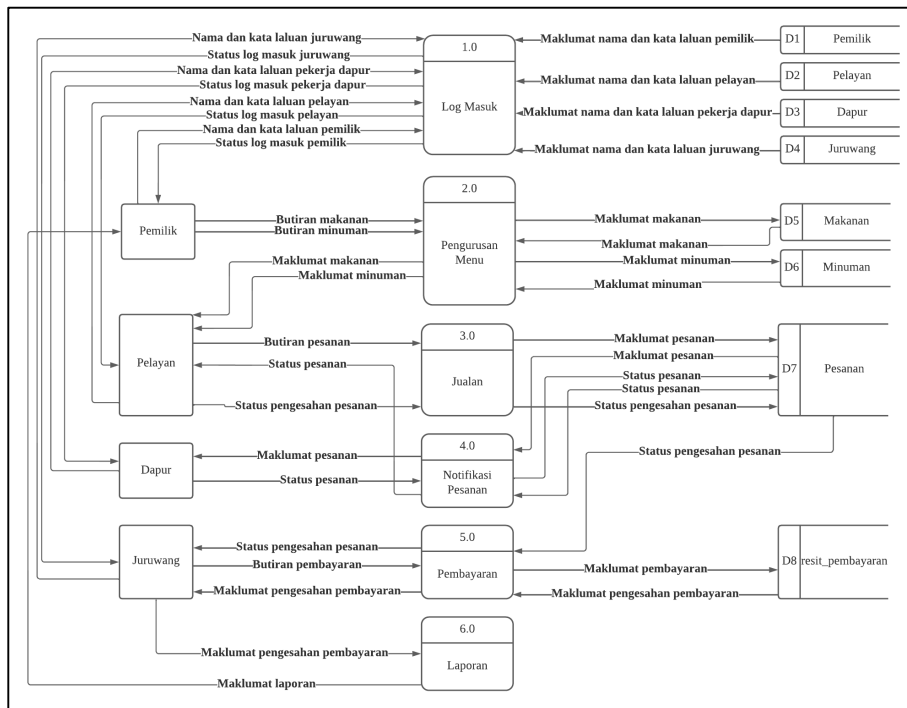 Nama dan kata laluan juruwang
Status log masuk juruwang
Nama dan kata laluan pekerja dapur
Status log masuk pekerja dapur
Nama dan kata laluan pelayan
Status log masuk pelayan
Nama dan kata laluan pemilik
Status log masuk pemilik
1.0
Log Masuk
Maklumat nama dan kata laluan pemilik
D1 Pemilik
Maklumat nama dan kata laluan pelayan
D2 Pelayan
Maklumat nama dan kata laluan pekerja dapur
D3 Dapur
Maklumat nama dan kata laluan juruwang
D4 Juruwang
Pemilik
Butiran makanan
Butiran minuman
Maklumat makanan
Maklumat minuman
2.0
Pengurusan
Menu
Maklumat makanan
Maklumat makanan
D5 Makanan
Maklumat minuman
Maklumat minuman
D6 Minuman
Pelayan
Butiran pesanan
Status pesanan
Status pengesahan pesanan
3.0
Jualan
Maklumat pesanan
Maklumat pesanan
Status pesanan
Status pesanan
Status pengesahan pesanan
D7 Pesanan
Dapur
Maklumat pesanan
Status pesanan
4.0
Notifikasi
Pesanan
Status pengesahan pesanan
Juruwang
Status pengesahan pesanan
Butiran pembayaran
Maklumat pengesahan pembayaran
5.0
Pembayaran
Maklumat pembayaran
Maklumat pengesahan pembayaran
D8 resit_pembayaran
Maklumat pengesahan pembayaran
Maklumat laporan
6.0
Laporan